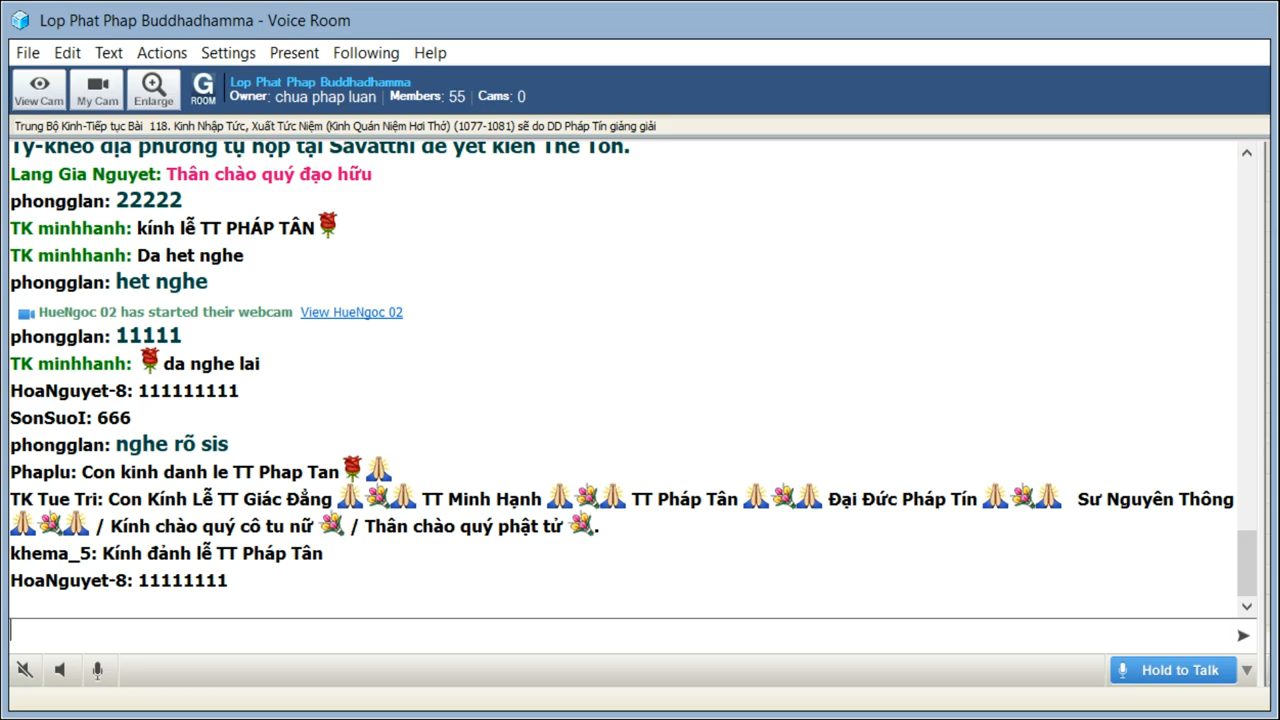 Lop Phat Phap Buddhadhamma - Voice Room
File Edit Text Actions Settings Present Following Help
View Cam My Cam Enlarge G ROOM
Lop Phat Phap Buddhadhamma
Owner: chua phap luan Members: 55 Cams: 0
Trung Bộ Kinh-Tiếp tục Bài 118. Kinh Nhập Tức, Xuất Tức Niệm (Kinh Quán Niệm Hơi Thở) (1077-1081) sẽ do DD Pháp Tín giảng giải
Tỷ-kheo địa phương tụ họp tại Savatthi để yết kiến Thế Tôn.
Lang Gia Nguyet: Thân chào quý đạo hữu
phongglan: 22222
TK minhhanh: kính lễ TT PHÁP TÂN
TK minhhanh: Da het nghe
phongglan: het nghe
HueNgoc 02 has started their webcam View HueNgoc 02
phongglan: 11111
TK minhhanh: da nghe lai
HoaNguyet-8: 111111111
SonSuoI: 666
phongglan: nghe rõ sis
Phaplu: Con kinh danh le TT Phap Tan
TK Tue Tri: Con Kính Lễ TT Giác Đẳng TT Minh Hạnh TT Pháp Tân Đại Đức Pháp Tín Sư Nguyên Thông
/ Kính chào quý cô tu nữ / Thân chào quý phật tử .
khema_5: Kính đảnh lễ TT Pháp Tân
HoaNguyet-8: 11111111
Hold to Talk